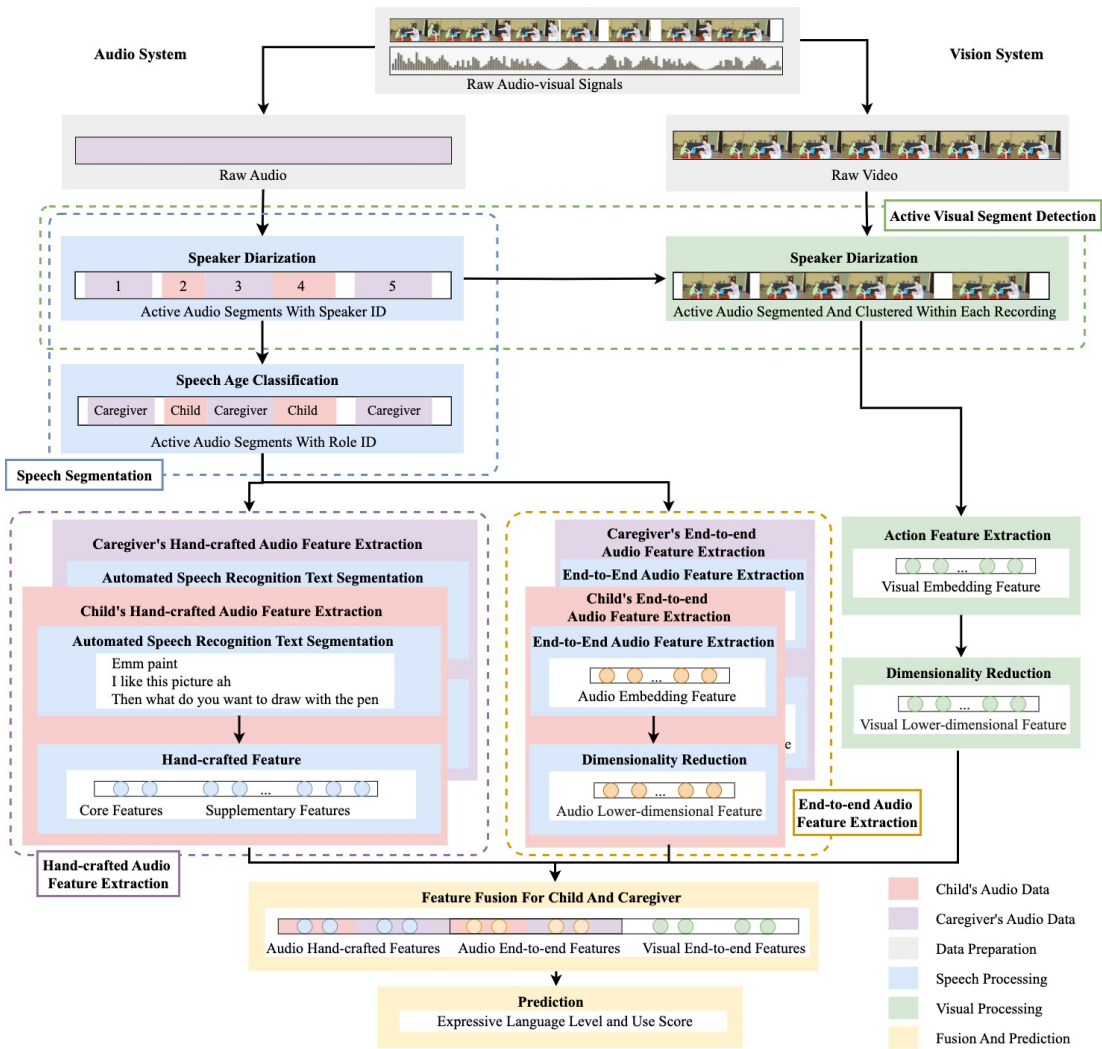 Audio System
Vision System
Raw Audio-visual Signals
Raw Audio
Raw Video
Active Visual Segment Detection
Speaker Diarization
1 2 3 4 5
Active Audio Segments With Speaker ID
Speaker Diarization
Active Audio Segmented And Clustered Within Each Recording
Speech Age Classification
Caregiver Child Caregiver Child Caregiver
Active Audio Segments With Role ID
Speech Segmentation
Caregiver's Hand-crafted Audio Feature Extraction
Automated Speech Recognition Text Segmentation
Child's Hand-crafted Audio Feature Extraction
Automated Speech Recognition Text Segmentation
Emm paint
I like this picture ah
Then what do you want to draw with the pen
Hand-crafted Feature
...
Core Features
Supplementary Features
Hand-crafted Audio
Feature Extraction
Caregiver's End-to-end
Audio Feature Extraction
End-to-End Audio Feature Extraction
Child's End-to-end
Audio Feature Extraction
End-to-End Audio Feature Extraction
...
Audio Embedding Feature
Dimensionality Reduction
...
Audio Lower-dimensional Feature
e
End-to-end Audio
Feature Extraction
Action Feature Extraction
...
Visual Embedding Feature
Dimensionality Reduction
...
Visual Lower-dimensional Feature
Feature Fusion For Child And Caregiver
Audio Hand-crafted Features
Audio End-to-end Features
Visual End-to-end Features
Prediction
Expressive Language Level and Use Score
Child's Audio Data
Caregiver's Audio Data
Data Preparation
Speech Processing
Visual Processing
Fusion And Prediction